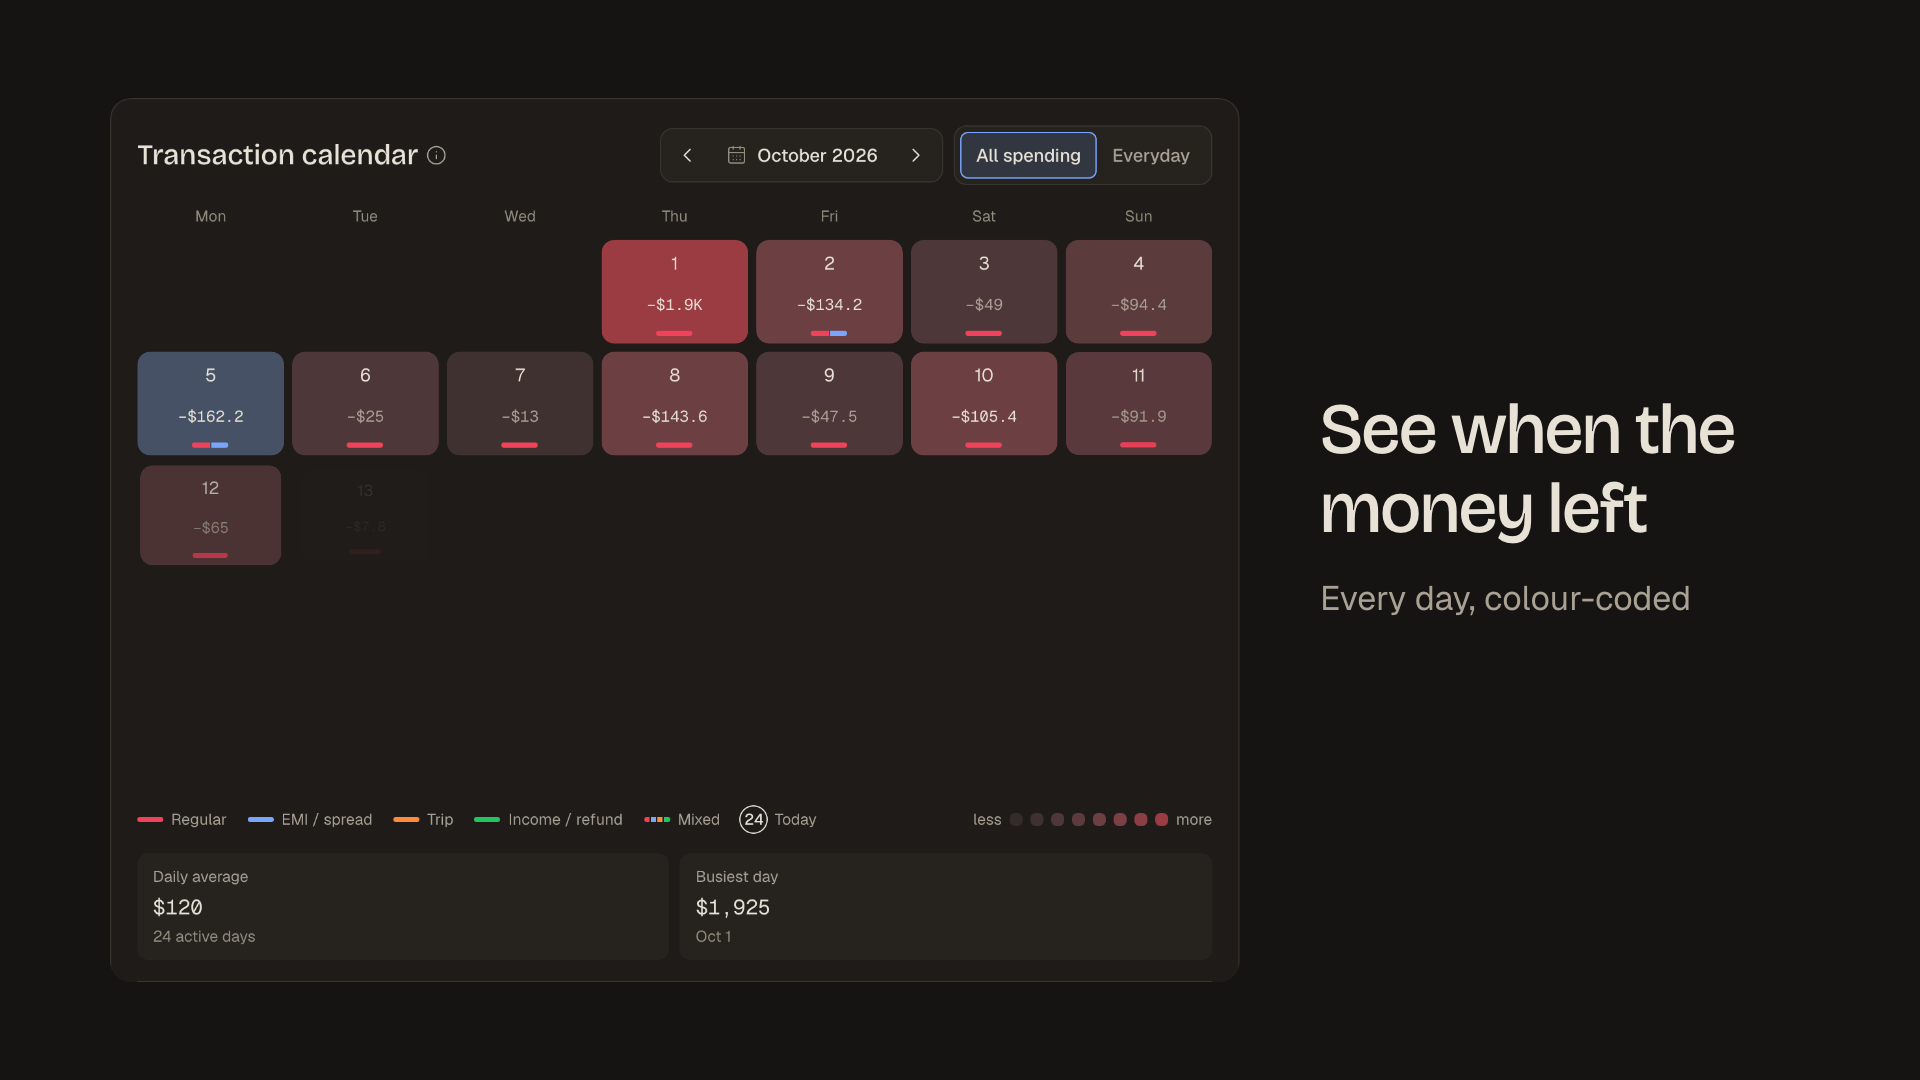 Transaction calendar
October 2026
All spending
Everyday
Mon Tue Wed Thu Fri Sat Sun
1 2 3 4
-$1.9K -$134.2 -$49 -$94.4
5 6 7 8 9 10 11
-$162.2 -$25 -$13 -$143.6 -$47.5 -$105.4 -$91.9
12 13
-$65 -$7.8
Regular EMI / spread Trip Income / refund Mixed 24 Today less more
Daily average
$120
24 active days
Busiest day
$1,925
Oct 1
See when the
money left
Every day, colour-coded